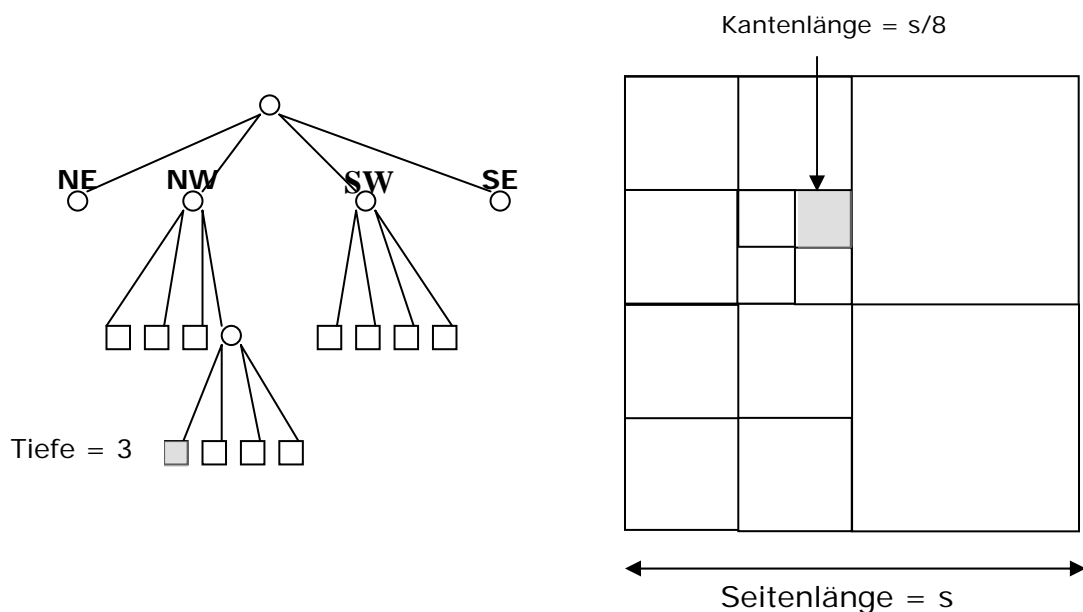 Kantenlänge = s/8
NE NW SW SE
Tiefe = 3
Seitenlänge = s